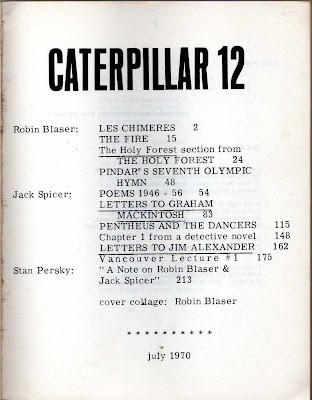 CATERPILLAR 12
Robin Blaser: LES CHIMERES 2
THE FIRE 15
The Holy Forest section from
THE HOLY FOREST 24
PINDAR'S SEVENTH OLYMPIC
HYMN 48
Jack Spicer: POEMS 1946 - 56 54
LETTERS TO GRAHAM
MACKINTOSH 83
PENTHEUS AND THE DANCERS 115
Chapter 1 from a detective novel 148
LETTERS TO JIM ALEXANDER 162
Vancouver Lecture #1 175
Stan Persky: "A Note on Robin Blaser &
Jack Spicer" 213
cover collage: Robin Blaser
* * * * * * * * * *
july 1970